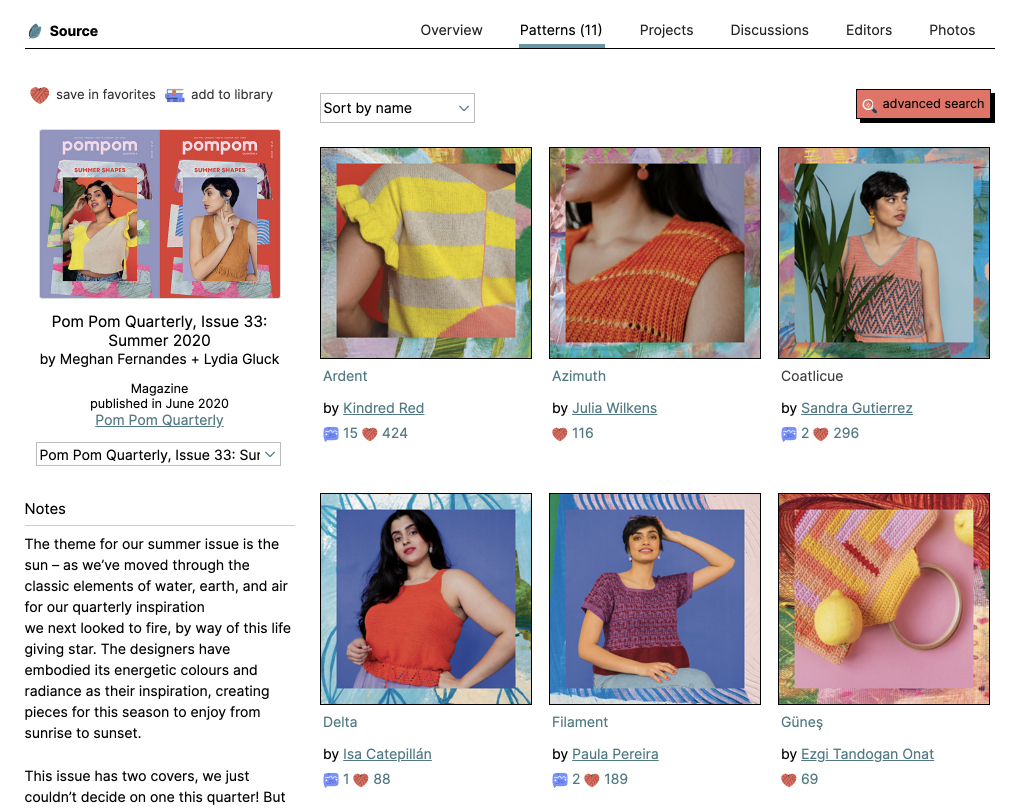 Source
Overview
Patterns (11)
Projects
Discussions
Editors
Photos
save in favorites
add to library
pompom
SUMMER SHAPES
pompom
SUMMER SHAPES
Pom Pom Quarterly, Issue 33:
Summer 2020
by Meghan Fernandes + Lydia Gluck
Magazine
published in June 2020
Pom Pom Quarterly
Pom Pom Quarterly, Issue 33: Sur
Notes
The theme for our summer issue is the
sun – as we’ve moved through the
classic elements of water, earth, and air
for our quarterly inspiration
we next looked to fire, by way of this life
giving star. The designers have
embodied its energetic colours and
radiance as their inspiration, creating
pieces for this season to enjoy from
sunrise to sunset.
This issue has two covers, we just
couldn’t decide on one this quarter! But
Sort by name
advanced search
Ardent
by Kindred Red
15 424
Azimuth
by Julia Wilkens
116
Coatlicue
by Sandra Gutierrez
2 296
Delta
by Isa Catepillán
1 88
Filament
by Paula Pereira
2 189
Güneş
by Ezgi Tandogan Onat
69